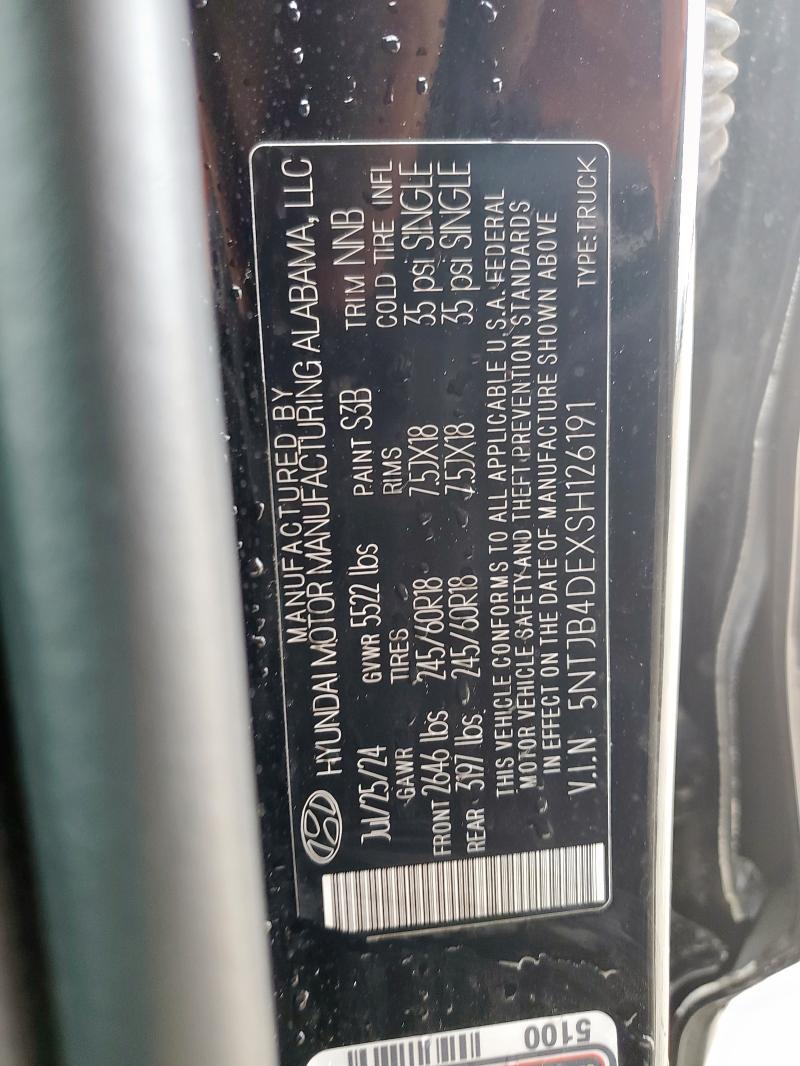 MANUFACTURED BY
HYUNDAI MOTOR MANUFACTURING ALABAMA, LLC
Jul/25/24 GVWR 5522 lbs PAINT S3B TRIM NNB
GAWR TIRES RIMS COLD TIRE INFL
FRONT 2646 lbs 245/60R18 7.5JX18 35 psi SINGLE
REAR 3197 lbs 245/60R18 7.5JX18 35 psi SINGLE
THIS VEHICLE CONFORMS TO ALL APPLICABLE U.S.A. FEDERAL
MOTOR VEHICLE SAFETY AND THEFT PREVENTION STANDARDS
IN EFFECT ON THE DATE OF MANUFACTURE SHOWN ABOVE
V.I.N 5NTJB4DEXSH126191 TYPE:TRUCK
5100